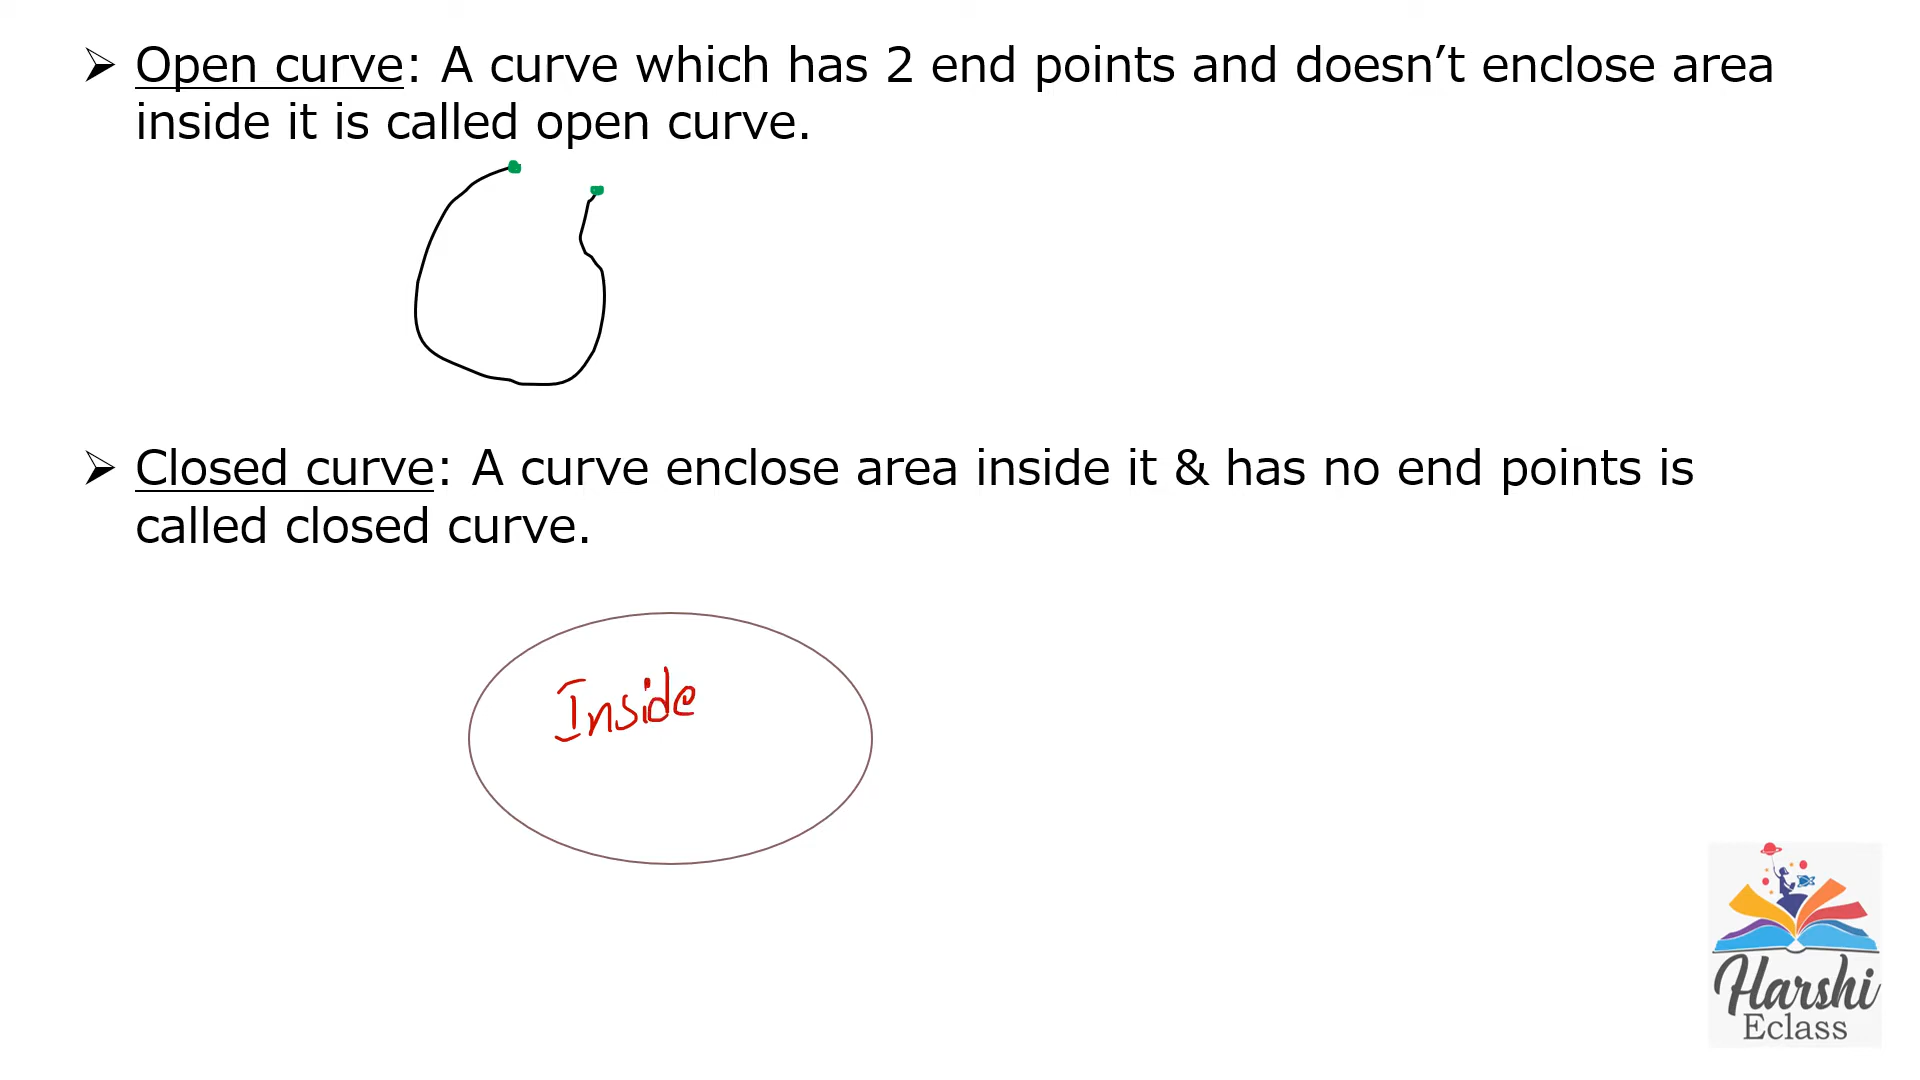 ➢ Open curve: A curve which has 2 end points and doesn’t enclose area
inside it is called open curve.
➢ Closed curve: A curve enclose area inside it & has no end points is
called closed curve.
Inside
Harshi
Eclass